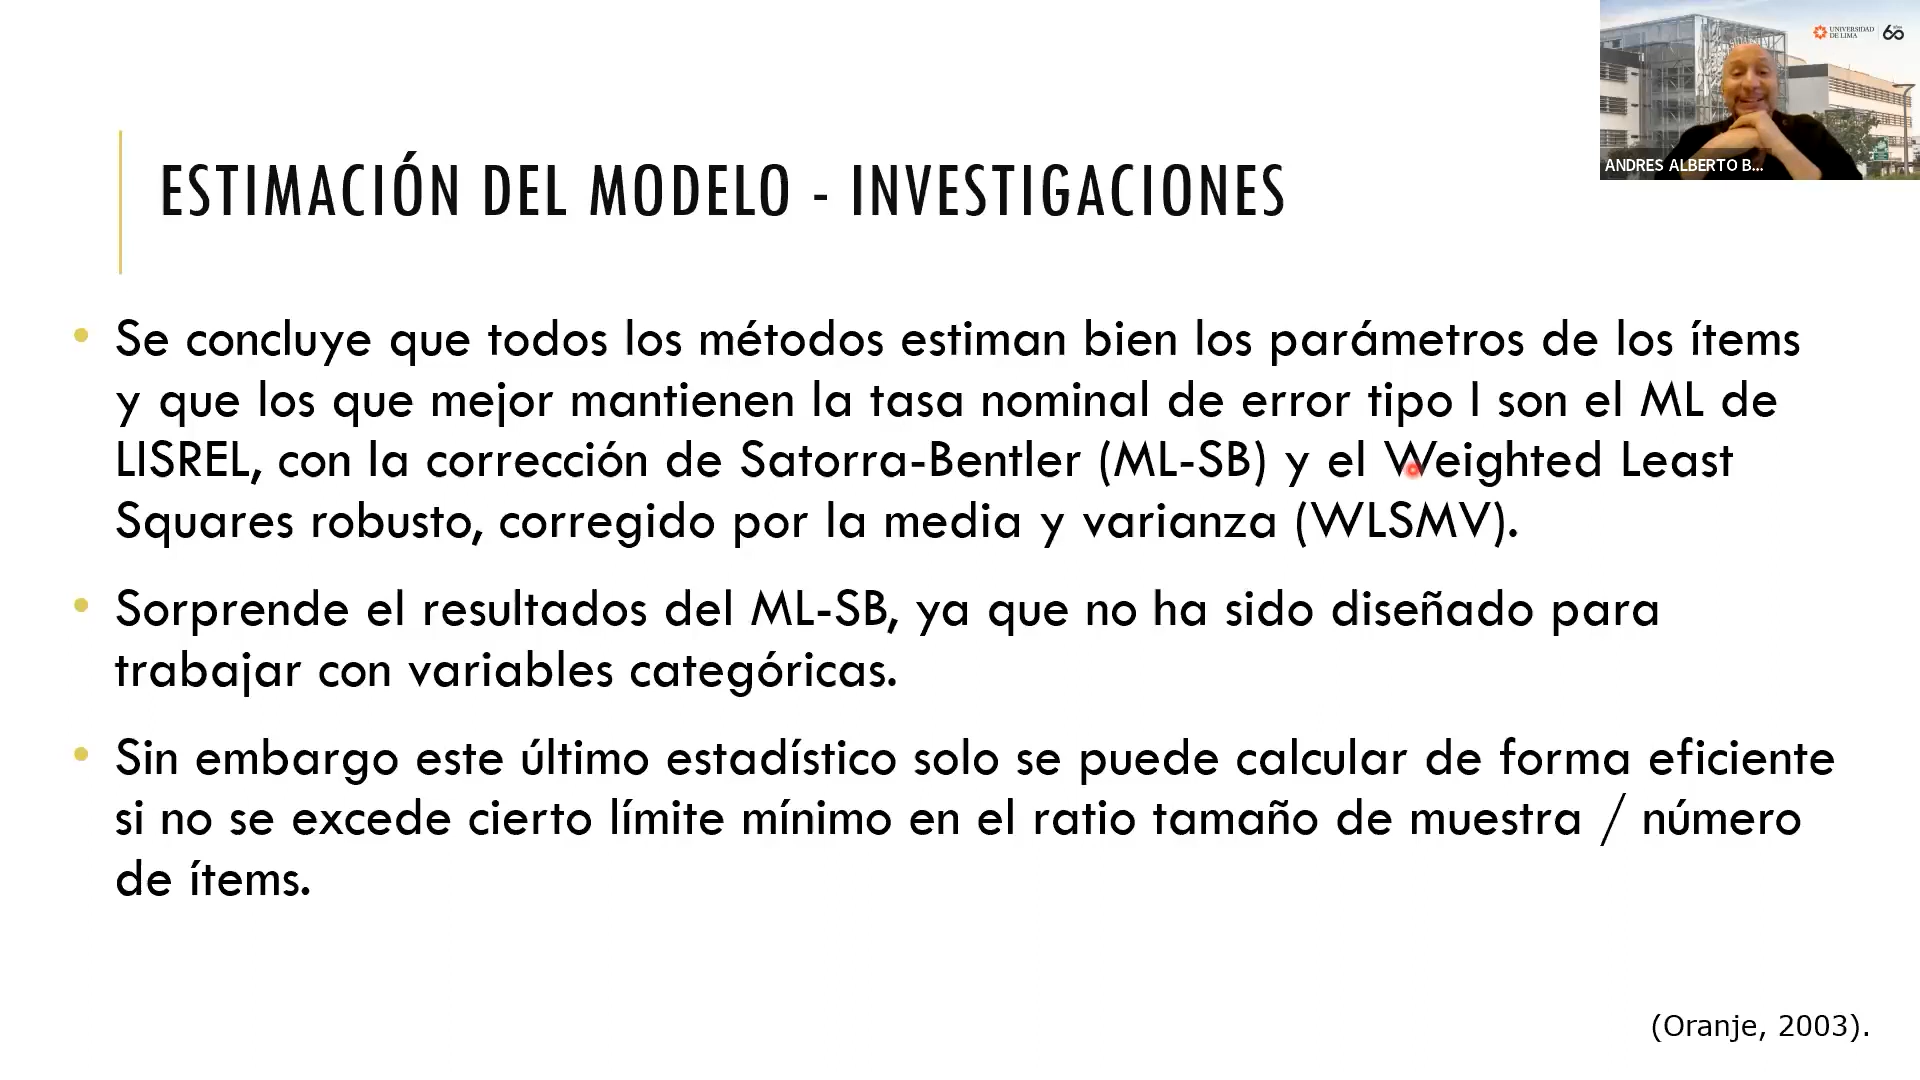 UNIVERSIDAD
DE LIMA
60
ANDRES ALBERTO B...
ESTIMACIÓN DEL MODELO - INVESTIGACIONES
• Se concluye que todos los métodos estiman bien los parámetros de los ítems
y que los que mejor mantienen la tasa nominal de error tipo I son el ML de
LISREL, con la corrección de Satorra-Bentler (ML-SB) y el Weighted Least
Squares robusto, corregido por la media y varianza (WLSMV).
• Sorprende el resultados del ML-SB, ya que no ha sido diseñado para
trabajar con variables categóricas.
• Sin embargo este último estadístico solo se puede calcular de forma eficiente
si no se excede cierto límite mínimo en el ratio tamaño de muestra / número
de ítems.
(Oranje, 2003).